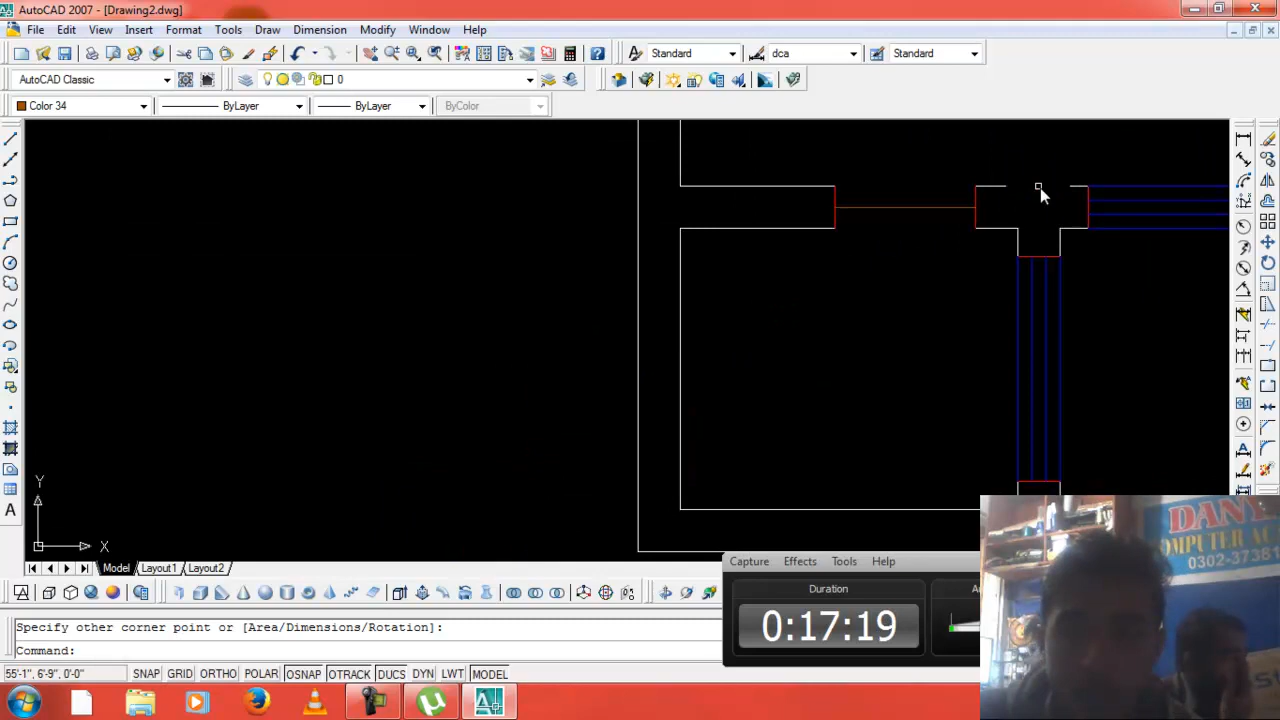 AutoCAD 2007 - [Drawing2.dwg]
File Edit View Insert Format Tools Draw Dimension Modify Window Help
Standard dca Standard
AutoCAD Classic 0
Color 34 ByLayer ByLayer ByColor
Y
X
A
A
Model Layout1 Layout2
Capture Effects Tools Help
Duration
0:17:19
DANY
COMPUTER AC
0302-37381
Specify other corner point or [Area/Dimensions/Rotation]:
Command:
55'-1", 6'-9", 0'-0" SNAP GRID ORTHO POLAR OSNAP OTRACK DUCS DYN LWT MODEL